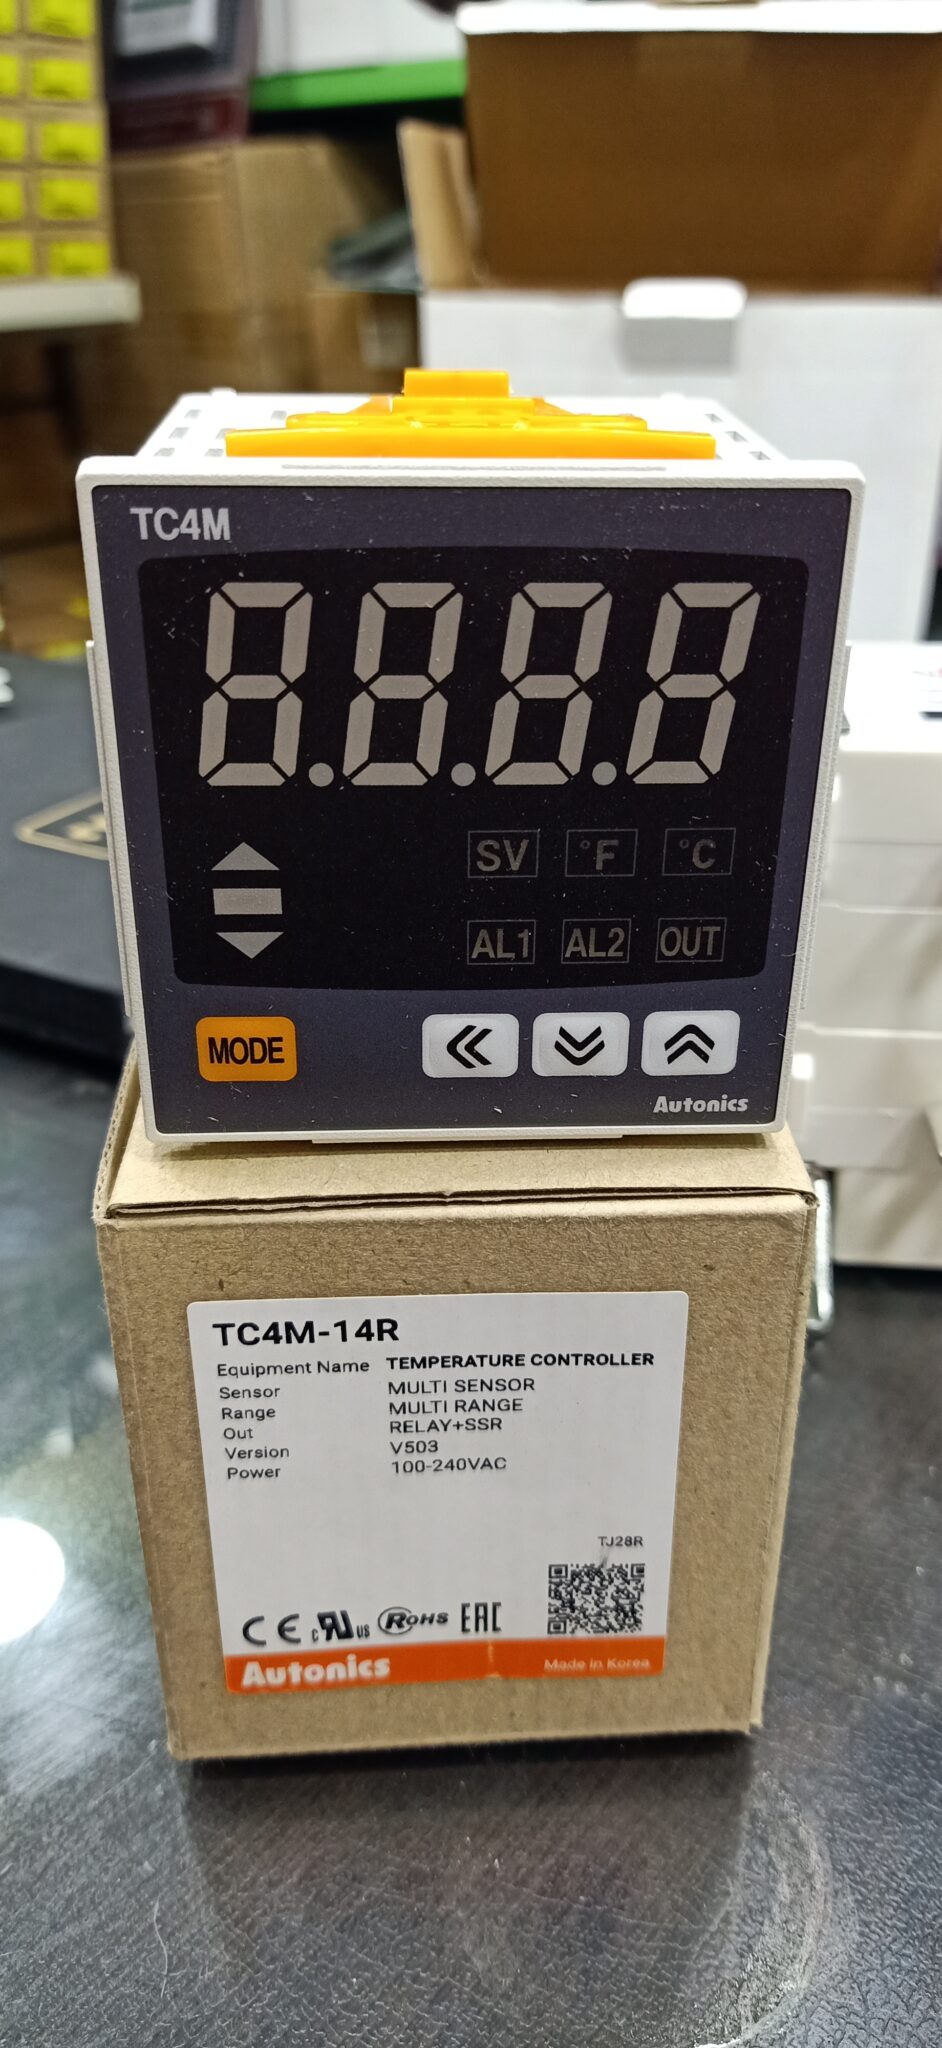 TC4M
8.8.8.8
SV °F °C
AL1 AL2 OUT
MODE
Autonics
TC4M-14R
Equipment Name TEMPERATURE CONTROLLER
Sensor MULTI SENSOR
Range MULTI RANGE
Out RELAY+SSR
Version V503
Power 100-240VAC
TJ28R
CE c RU us RoHS EAC
Autonics Made in Korea